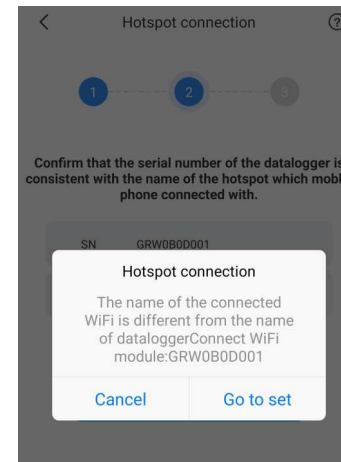 Hotspot connection
1 2 3
Confirm that the serial number of the datalogger is
consistent with the name of the hotspot which mobl
phone connected with.
SN GRW0B0D001
Hotspot connection
The name of the connected
WiFi is different from the name
of dataloggerConnect WiFi
module:GRW0B0D001
Cancel Go to set